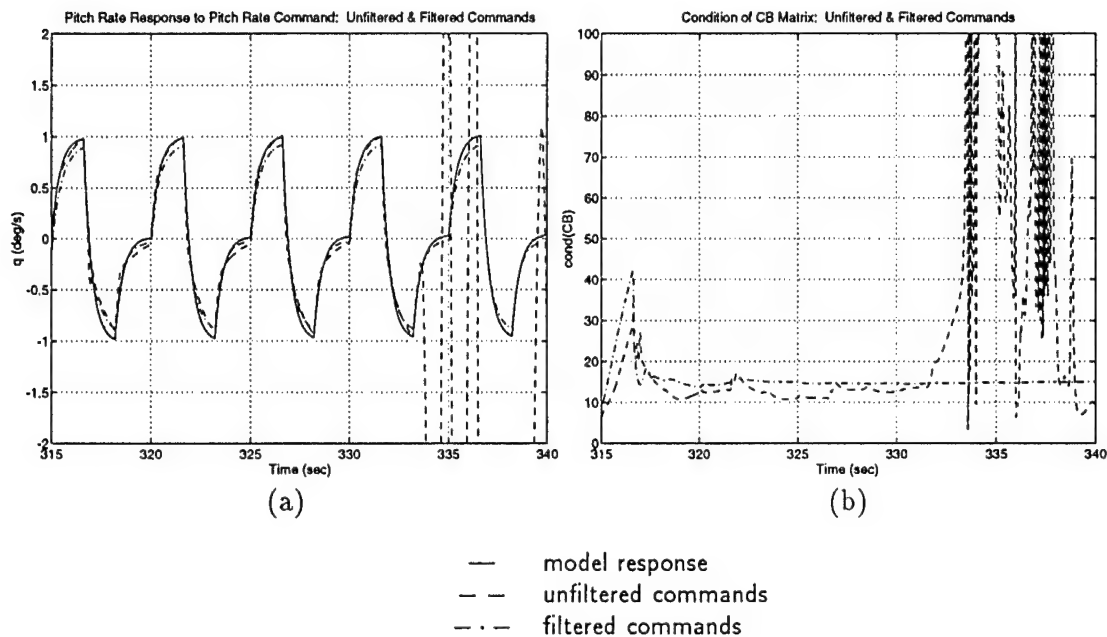 Pitch Rate Response to Pitch Rate Command: Unfiltered & Filtered Commands
2
1.5
1
0.5
0
-0.5
-1
-1.5
-2
q (deg/s)
315 320 325 330 335 340
Time (sec)
(a)
Condition of CB Matrix: Unfiltered & Filtered Commands
100
90
80
70
60
50
40
30
20
10
0
cond(CB)
315 320 325 330 335 340
Time (sec)
(b)
model response
unfiltered commands
filtered commands